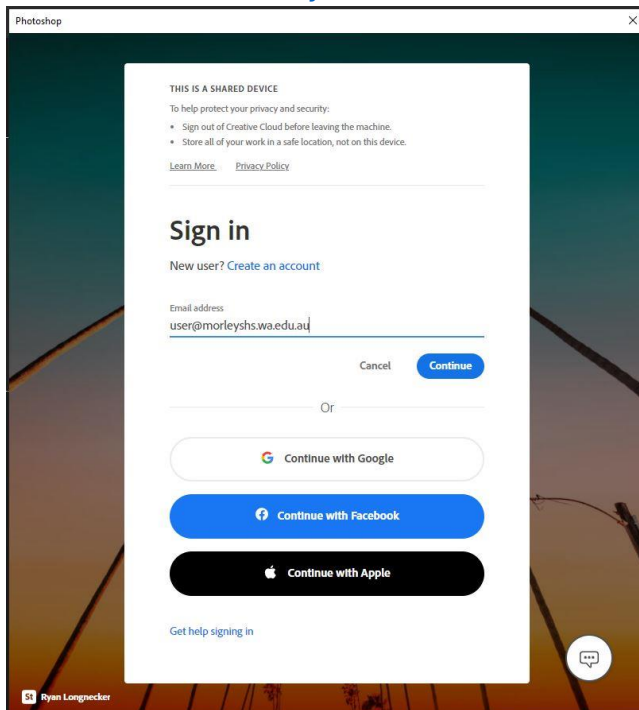 Photoshop
THIS IS A SHARED DEVICE
To help protect your privacy and security:
• Sign out of Creative Cloud before leaving the machine.
• Store all of your work in a safe location, not on this device.
Learn More Privacy Policy
Sign in
New user? Create an account
Email address
user@morleyshs.wa.edu.au
Cancel Continue
Or
Continue with Google
Continue with Facebook
Continue with Apple
Get help signing in
St Ryan Longnecker